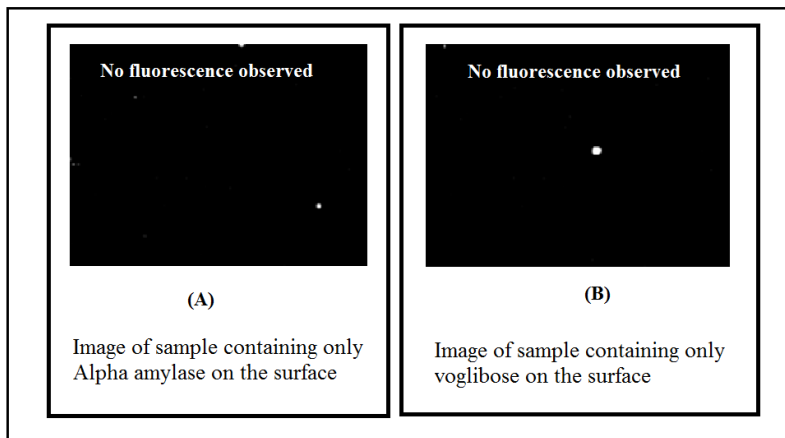 No fluorescence observed
(A)
Image of sample containing only
Alpha amylase on the surface
No fluorescence observed
(B)
Image of sample containing only
voglibose on the surface